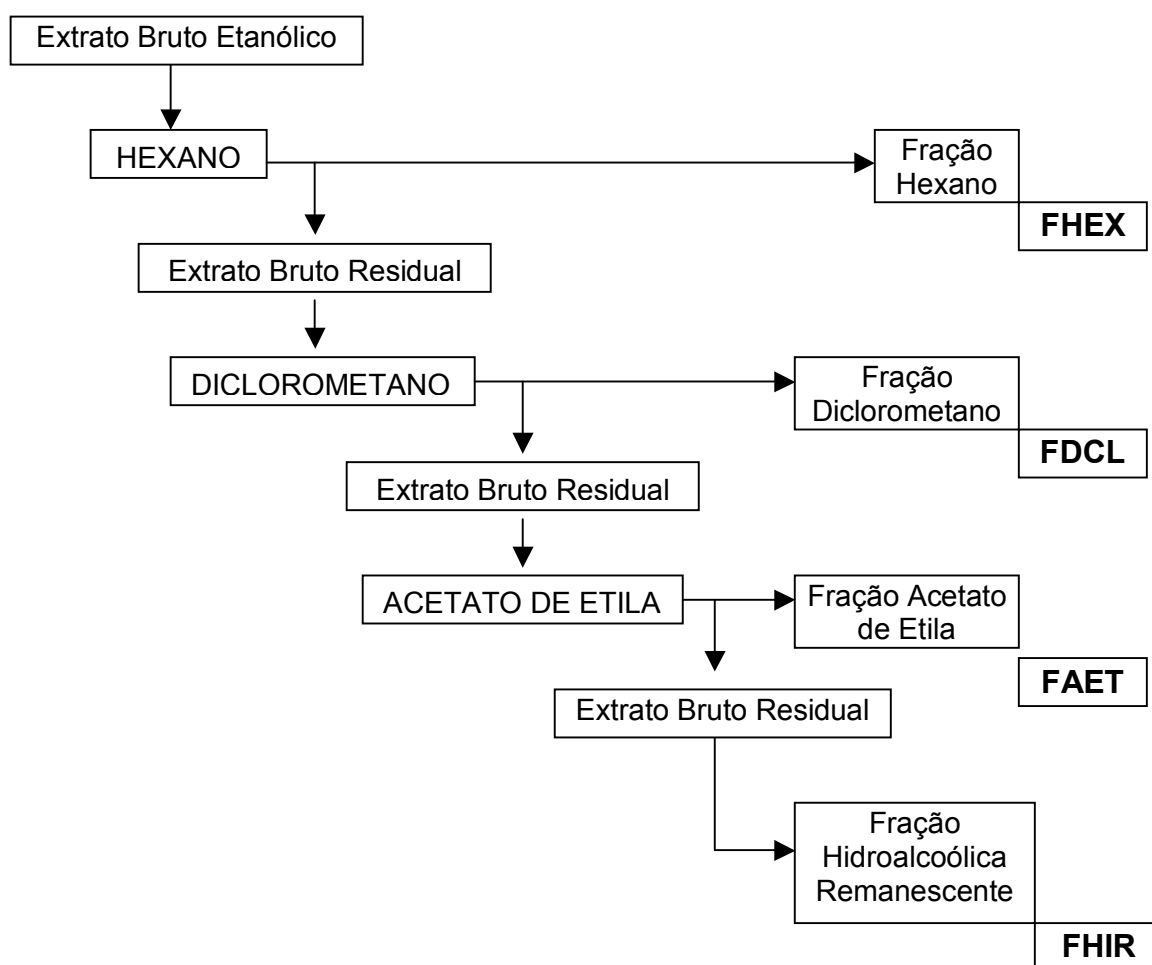 Extrato Bruto Etanólico
HEXANO
Fração
Hexano
FHEX
Extrato Bruto Residual
DICLOROMETANO
Fração
Diclorometano
FDCL
Extrato Bruto Residual
ACETATO DE ETILA
Fração Acetato
de Etila
FAET
Extrato Bruto Residual
Fração
Hidroalcoólica
Remanescente
FHIR